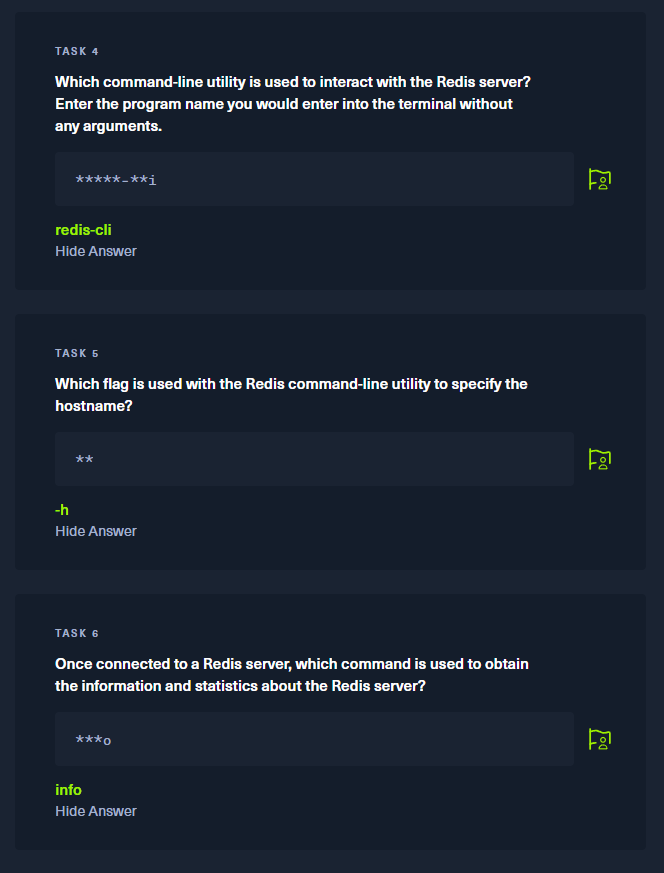 TASK 4
Which command-line utility is used to interact with the Redis server?
Enter the program name you would enter into the terminal without
any arguments.
*****-**i
redis-cli
Hide Answer
TASK 5
Which flag is used with the Redis command-line utility to specify the
hostname?
**
-h
Hide Answer
TASK 6
Once connected to a Redis server, which command is used to obtain
the information and statistics about the Redis server?
***o
info
Hide Answer